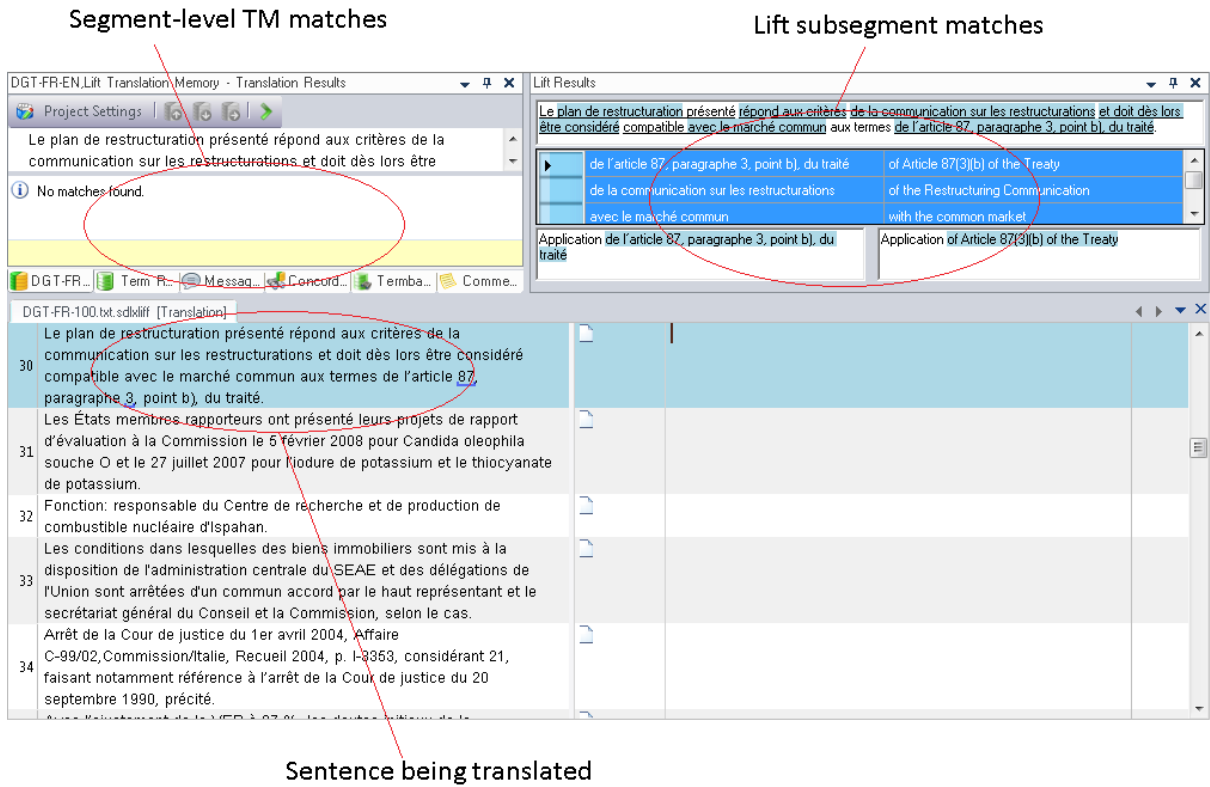 Segment-level TM matches
Lift subsegment matches
DGT-FR-EN,Lift Translation Memory - Translation Results
Project Settings
Le plan de restructuration présenté répond aux critères de la
communication sur les restructurations et doit dès lors être
No matches found.
DGT-FR...
Term R...
Messag...
Concord...
Termba...
Comme...
Lift Results
Le plan de restructuration présenté répond aux critères de la communication sur les restructurations et doit dès lors
être considéré compatible avec le marché commun aux termes de l'article 87, paragraphe 3, point b), du traité.
de l'article 87, paragraphe 3, point b), du traité
of Article 87(3)(b) of the Treaty
de la communication sur les restructurations
of the Restructuring Communication
avec le marché commun
with the common market
Application de l'article 87, paragraphe 3, point b), du
traité
Application of Article 87(3)(b) of the Treaty
DGT-FR-100.txt.sdlxliff [Translation]
30
Le plan de restructuration présenté répond aux critères de la
communication sur les restructurations et doit dès lors être considéré
compatible avec le marché commun aux termes de l'article 87,
paragraphe 3, point b), du traité.
31
Les États membres rapporteurs ont présenté leurs projets de rapport
d'évaluation à la Commission le 5 février 2008 pour Candida oleophila
souche O et le 27 juillet 2007 pour l'iodure de potassium et le thiocyanate
de potassium.
32
Fonction: responsable du Centre de recherche et de production de
combustible nucléaire d'Ispahan.
33
Les conditions dans lesquelles des biens immobiliers sont mis à la
disposition de l'administration centrale du SEAE et des délégations de
l'Union sont arrêtées d'un commun accord par le haut représentant et le
secrétariat général du Conseil et la Commission, selon le cas.
34
Arrêt de la Cour de justice du 1er avril 2004, Affaire
C-99/02,Commission/Italie, Recueil 2004, p. I-3353, considérant 21,
faisant notamment référence à l'arrêt de la Cour de justice du 20
septembre 1990, précité.
Sentence being translated